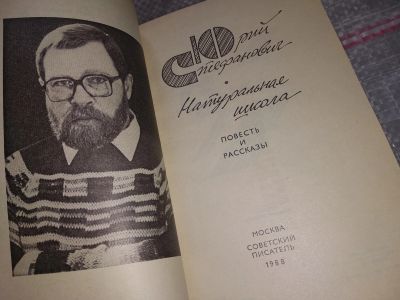 Юрий
Стефанович
Натуральная
школа
ПОВЕСТЬ
И
РАССКАЗЫ
МОСКВА
СОВЕТСКИЙ
ПИСАТЕЛЬ
1988